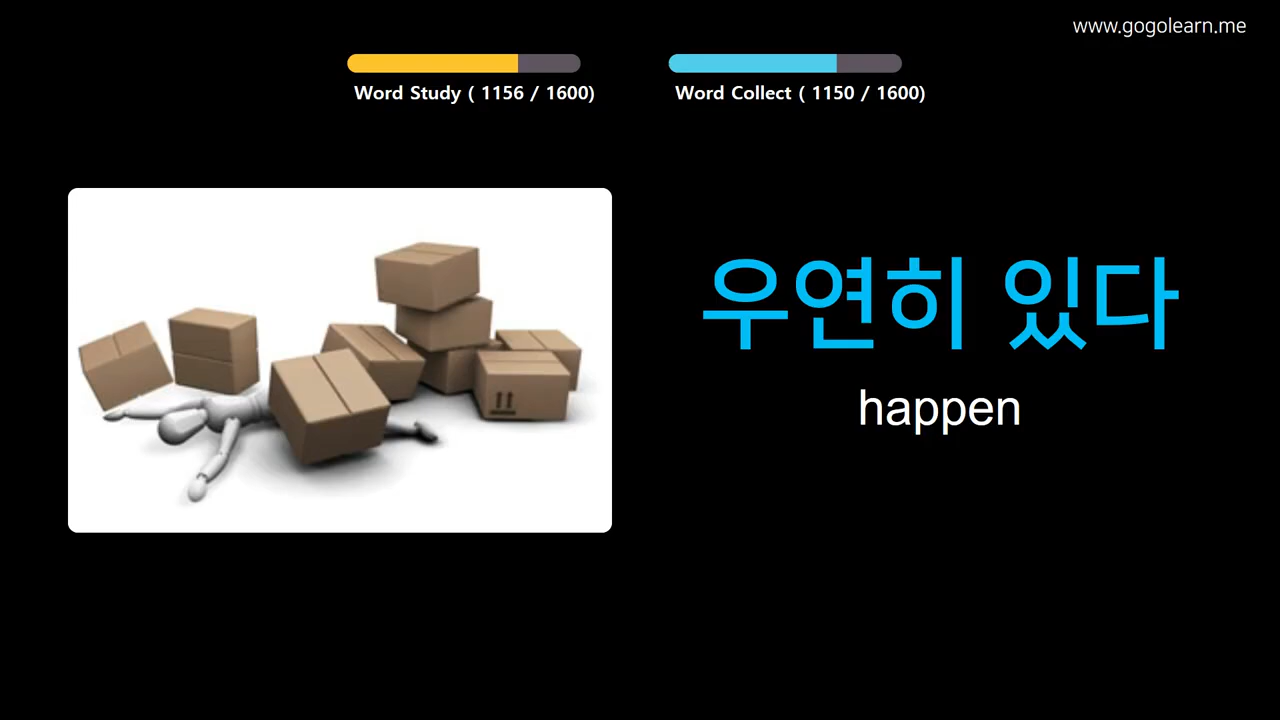 www.gogolearn.me
Word Study ( 1156 / 1600)
Word Collect ( 1150 / 1600)
우연히 있다
happen